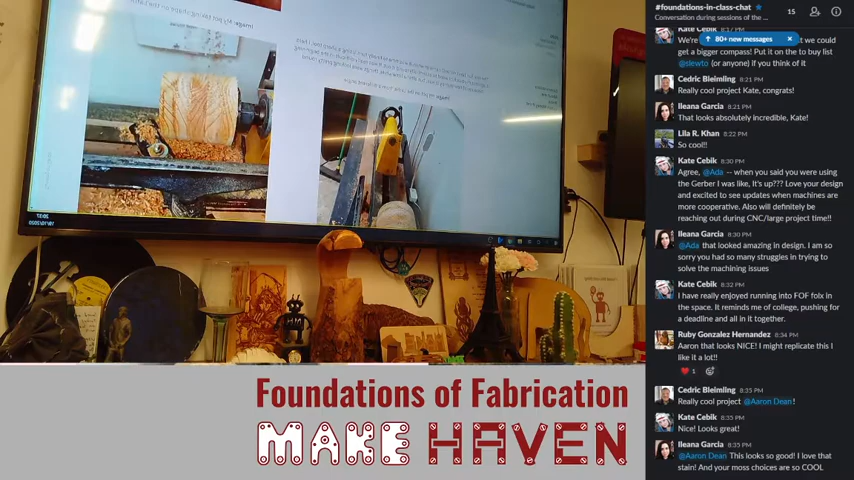 #foundations-in-class-chat
Conversation during sessions of the ...
15
Kate Cebik 8:17 PM
We're
t we could
80+ new messages
get a bigger compass! Put it on the to buy list
@slewto (or anyone) if you think of it
Cedric Bleimling 8:21 PM
Really cool project Kate, congrats!
Ileana Garcia 8:21 PM
That looks absolutely incredible, Kate!
Lila R. Khan 8:22 PM
So cool!!
Kate Cebik 8:30 PM
Agree, @Ada -- when you said you were using
the Gerber I was like, It's up??? Love your design
and excited to see updates when machines are
more cooperative. Also will definitely be
reaching out during CNC/large project time!!
Ileana Garcia 8:30 PM
@Ada that looked amazing in design. I am so
sorry you had so many struggles in trying to
solve the machining issues
Kate Cebik 8:32 PM
I have really enjoyed running into FOF folx in
the space. It reminds me of college, pushing for
a deadline and all in it together.
Ruby Gonzalez Hernandez 8:34 PM
Aaron that looks NICE! I might replicate this I
like it a lot!!
1
Cedric Bleimling 8:35 PM
Really cool project @Aaron Dean !
Kate Cebik 8:35 PM
Nice! Looks great!
Ileana Garcia 8:35 PM
@Aaron Dean This looks so good! I love that
stain! And your moss choices are so COOL
Foundations of Fabrication
MAKE HAVEN